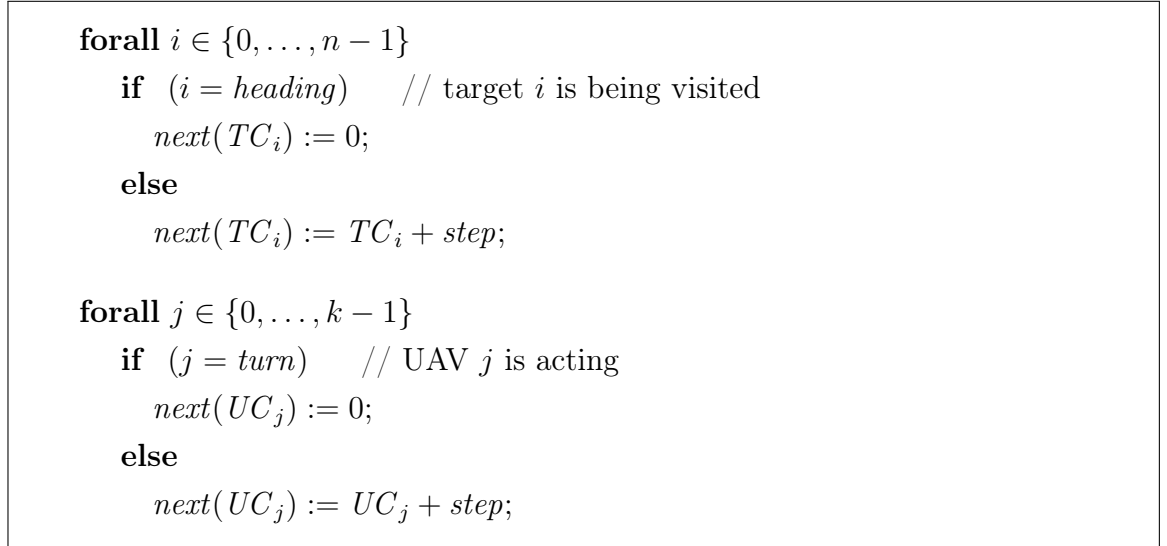 forall i ∈ {0, . . . , n − 1}
if (i = heading) // target i is being visited
next(TC_i) := 0;
else
next(TC_i) := TC_i + step;
forall j ∈ {0, . . . , k − 1}
if (j = turn) // UAV j is acting
next(UC_j) := 0;
else
next(UC_j) := UC_j + step;